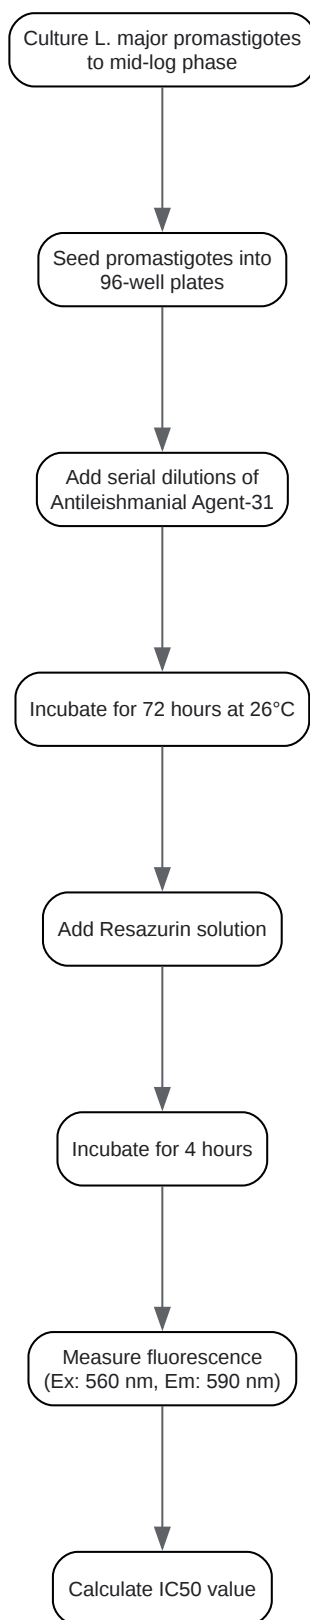 Culture L. major promastigotes
to mid-log phase
Seed promastigotes into
96-well plates
Add serial dilutions of
Antileishmanial Agent-31
Incubate for 72 hours at 26°C
Add Resazurin solution
Incubate for 4 hours
Measure fluorescence
(Ex: 560 nm, Em: 590 nm)
Calculate IC50 value